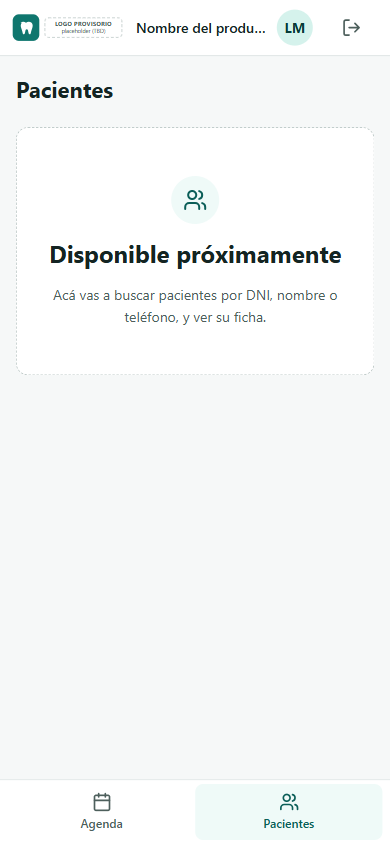 LOGO PROVISORIO
placeholder (18U)
Nombre del produ...
LM
Pacientes
Disponible próximamente
Acá vas a buscar pacientes por DNI, nombre o
teléfono, y ver su ficha.
Agenda
Pacientes